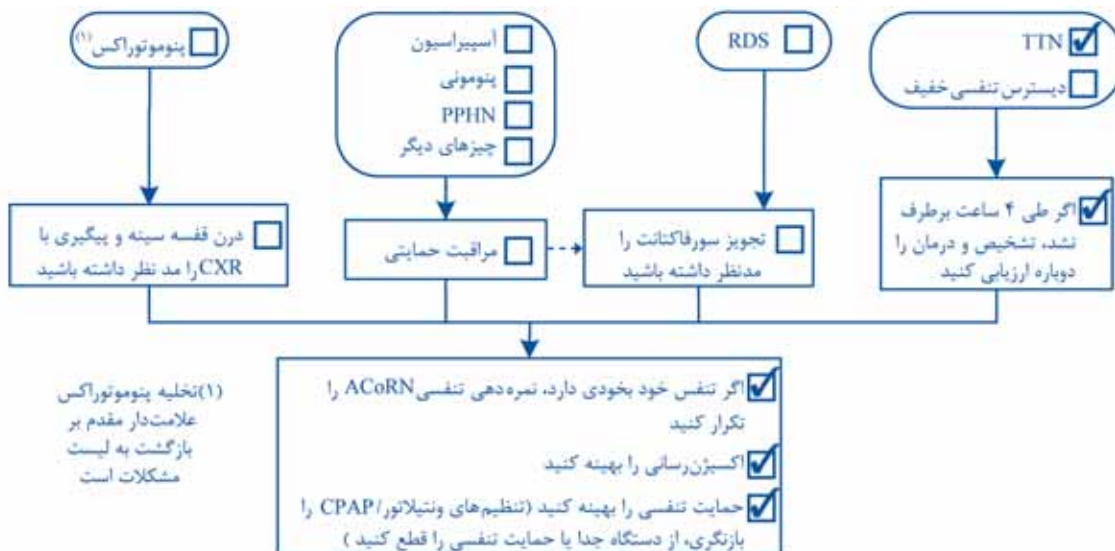 TTN
دیسترس تنفسی خفیف
RDS
آسپیراسیون
پنومونی
PPHN
چیزهای دیگر
پنوموتوراکس(۱)
اگر طی ۴ ساعت برطرف
نشد، تشخیص و درمان را
دوباره ارزیابی کنید
تجویز سورفاکتانت را
مدنظر داشته باشید
مراقبت حمایتی
درن قفسه سینه و پیگیری با
CXR را مد نظر داشته باشید
اگر تنفس خود بخودی دارد، نمره‌دهی تنفسی ACoRN را
تکرار کنید
اکسیژن‌رسانی را بهینه کنید
حمایت تنفسی را بهینه کنید (تنظیم‌های ونتیلاتور/CPAP را
بازنگری، از دستگاه جدا یا حمایت تنفسی را قطع کنید )
(۱)تخلیه پنوموتوراکس
علامت‌دار مقدم بر
بازگشت به لیست
مشکلات است